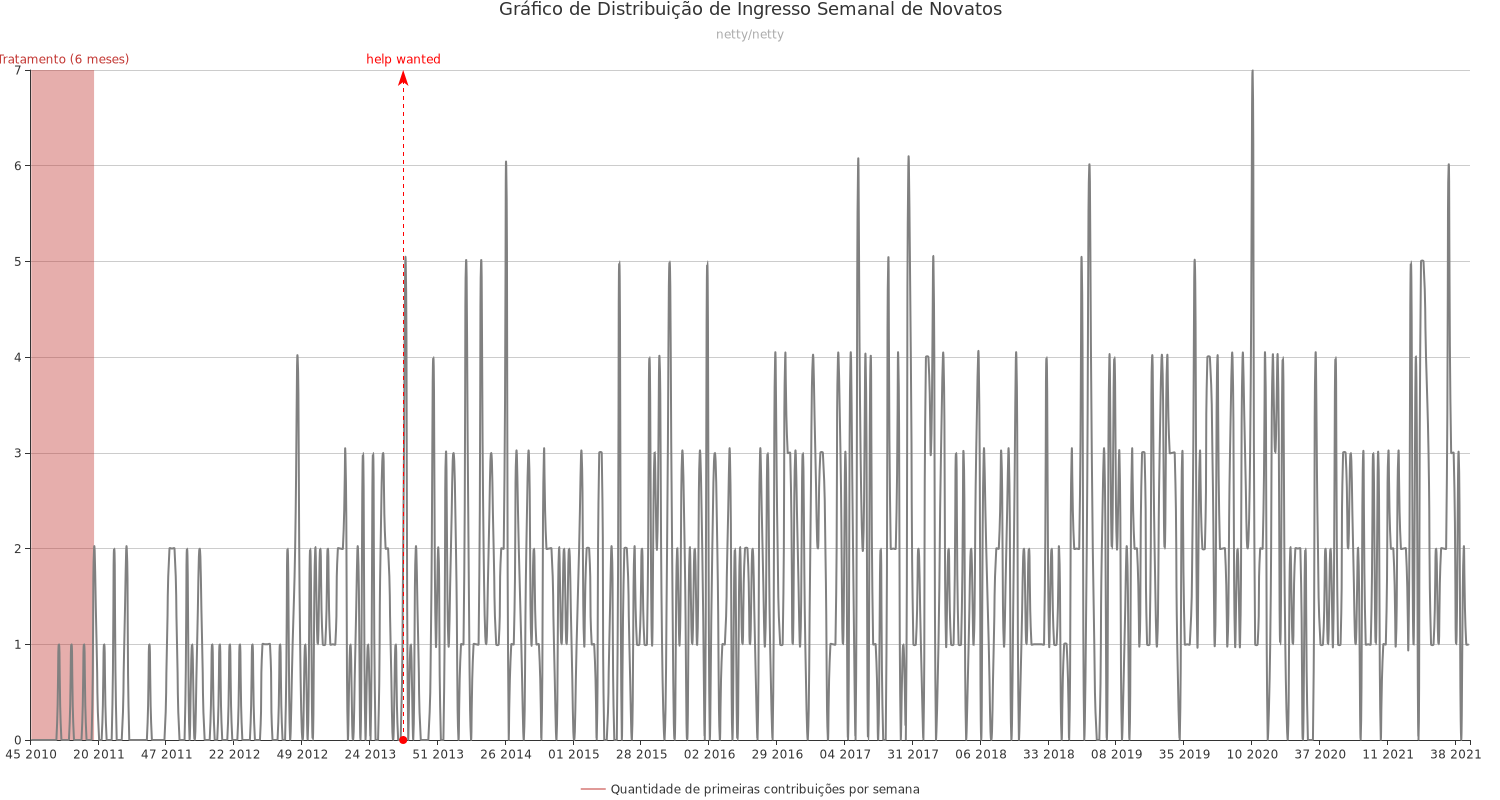 Gráfico de Distribuição de Ingresso Semanal de Novatos
netty/netty
Tratamento (6 meses)
help wanted
7
6
5
4
3
2
1
0
45 2010 20 2011 47 2011 22 2012 49 2012 24 2013 51 2013 26 2014 01 2015 28 2015 02 2016 29 2016 04 2017 31 2017 06 2018 33 2018 08 2019 35 2019 10 2020 37 2020 11 2021 38 2021
Quantidade de primeiras contribuições por semana